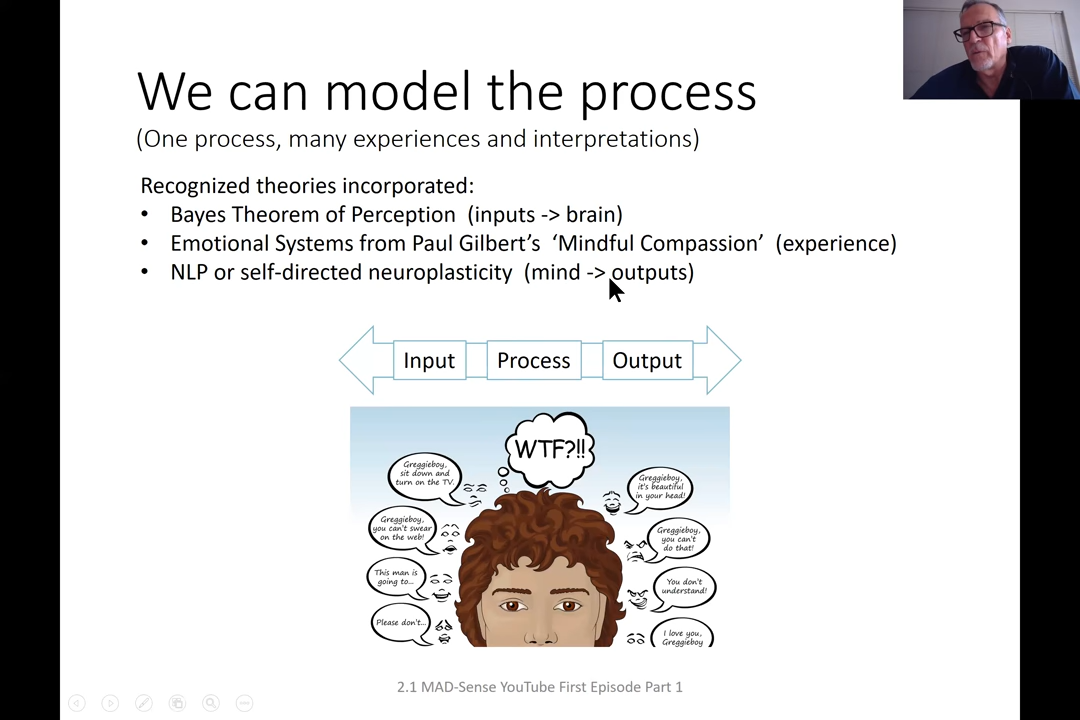 We can model the process
(One process, many experiences and interpretations)
Recognized theories incorporated:
• Bayes Theorem of Perception (inputs -> brain)
• Emotional Systems from Paul Gilbert’s ‘Mindful Compassion’ (experience)
• NLP or self-directed neuroplasticity (mind -> outputs)
Input Process Output
WTF?!!
Greggieboy,
sit down and
turn on the TV.
Greggieboy,
you can't swear
on the web!
This man is
going to...
Please don't...
Greggieboy,
it's beautiful
in your head!
Greggieboy,
you can't
do that!
You don't
understand!
I love you,
Greggieboy
2.1 MAD-Sense YouTube First Episode Part 1